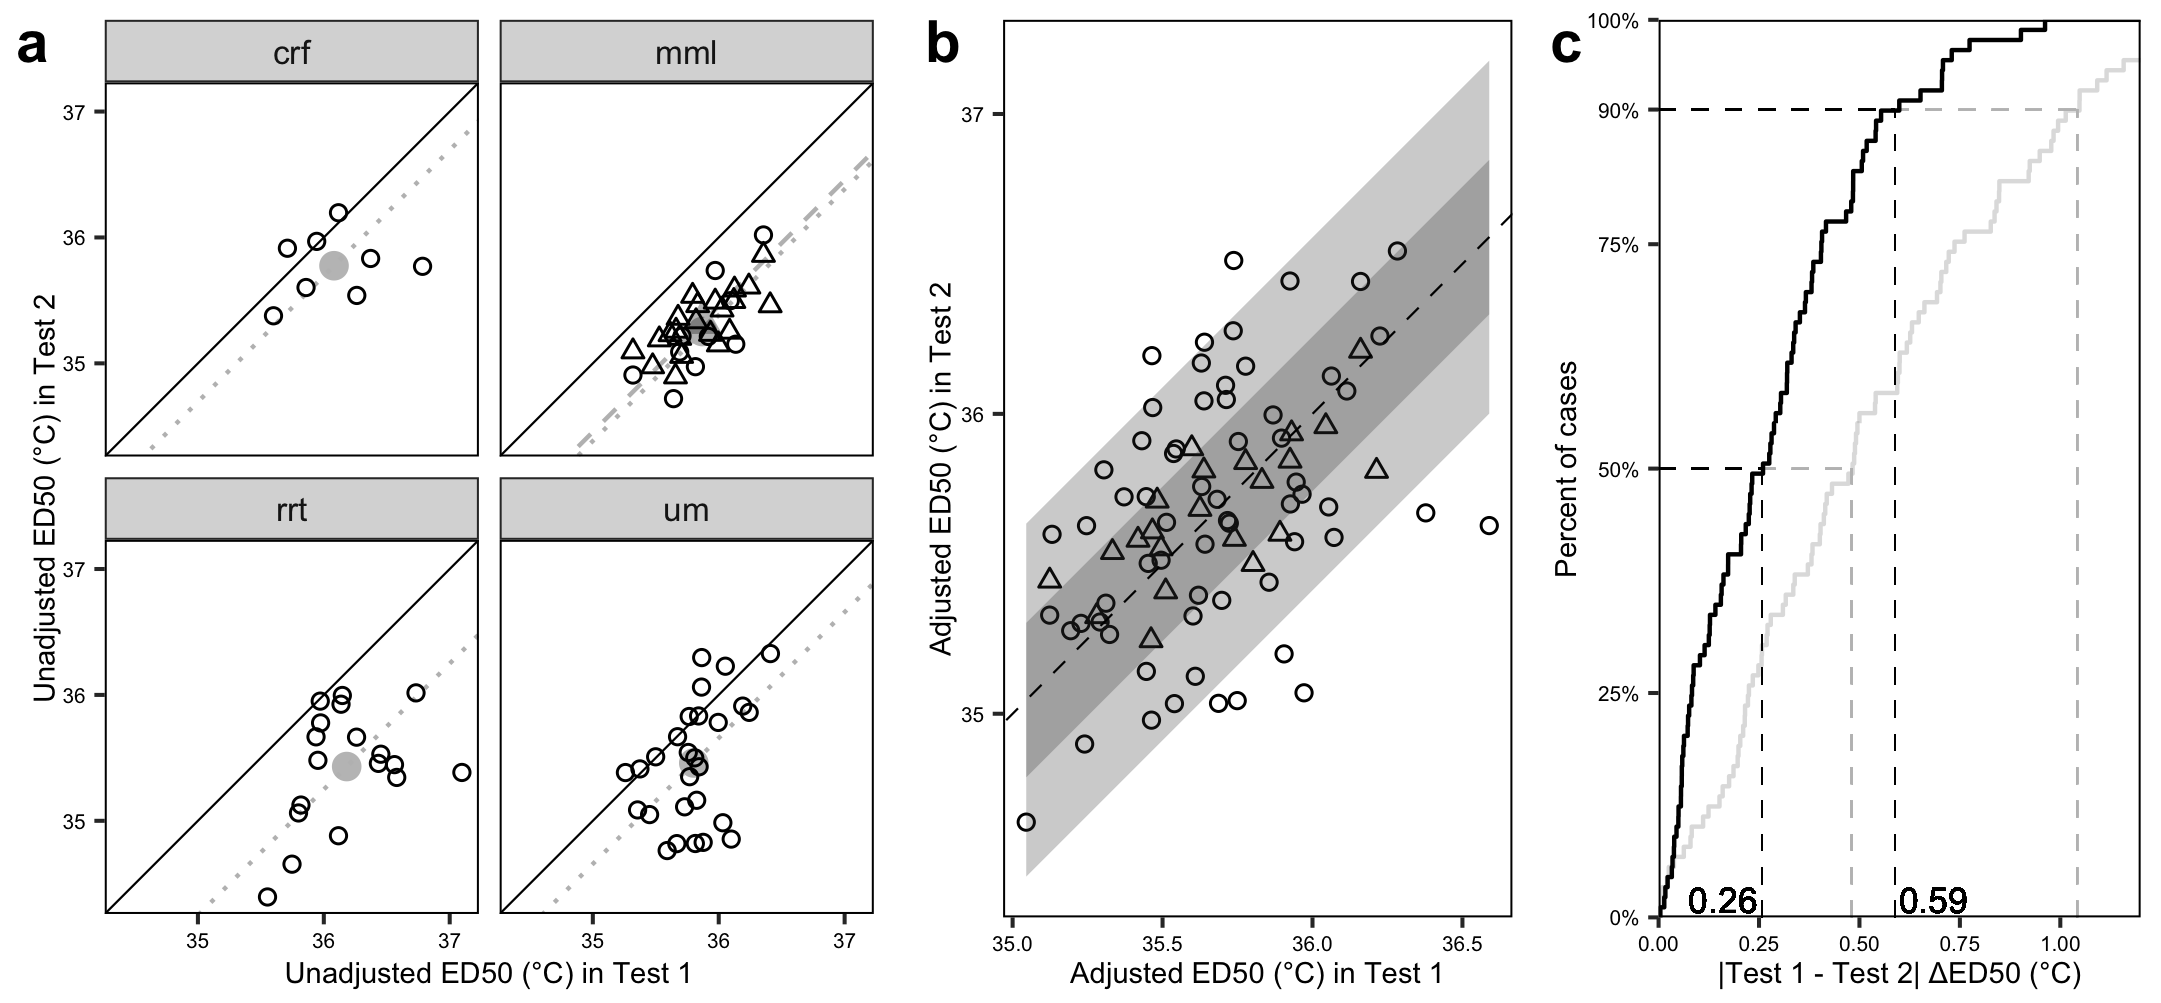 a
crf
mml
37
36
35
rrt
um
37
36
35
35
36
37
35
36
37
Unadjusted ED50 (°C) in Test 2
Unadjusted ED50 (°C) in Test 1
b
37
36
35
35.0
35.5
36.0
36.5
Adjusted ED50 (°C) in Test 2
Adjusted ED50 (°C) in Test 1
c
100%
90%
75%
50%
25%
0%
0.26
0.59
0.00
0.25
0.50
0.75
1.00
Percent of cases
|Test 1 - Test 2| ΔED50 (°C)